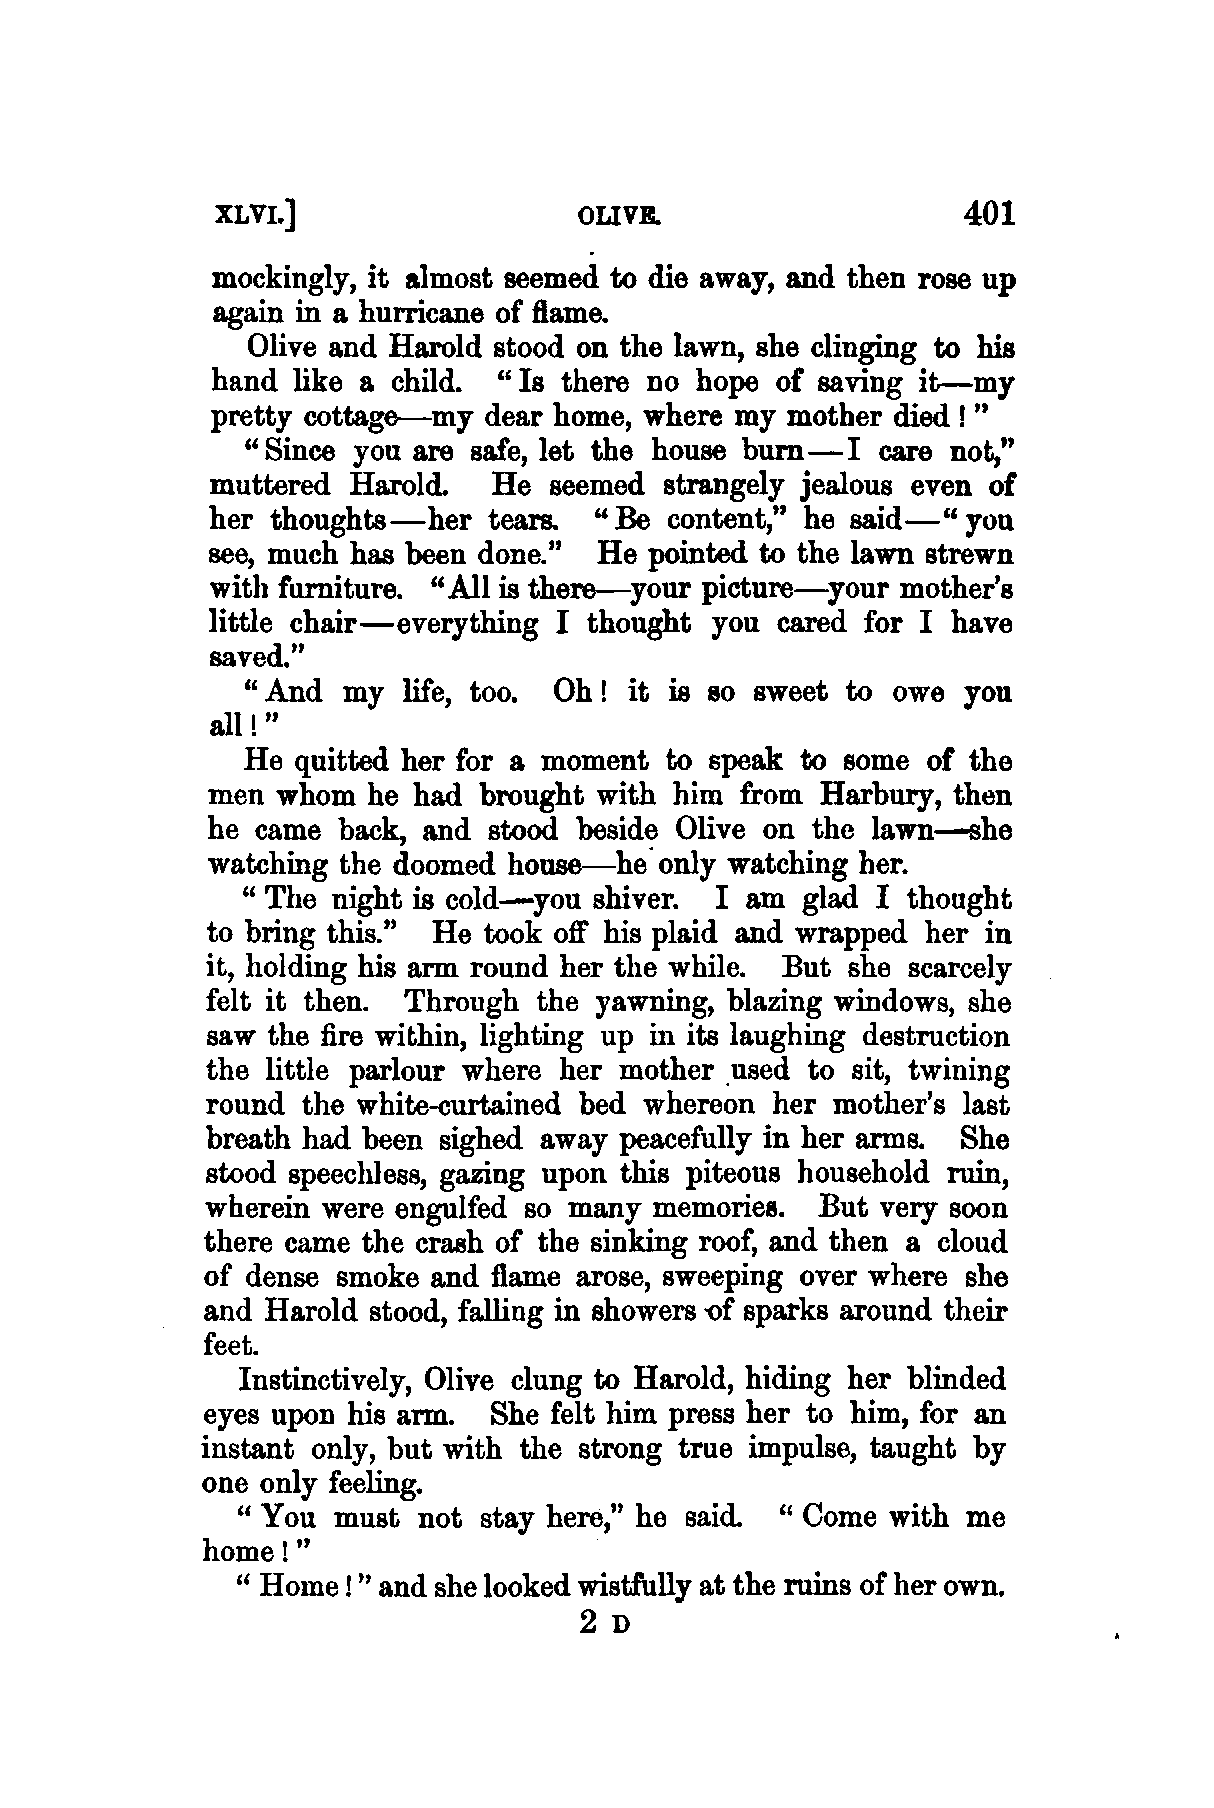 XLVI.] OLIVE. 401
mockingly, it almost seemed to die away, and then rose up
again in a hurricane of flame.
Olive and Harold stood on the lawn, she clinging to his
hand like a child. "Is there no hope of saving it—my
pretty cottage—my dear home, where my mother died!"
"Since you are safe, let the house burn—I care not,"
muttered Harold. He seemed strangely jealous even of
her thoughts—her tears. "Be content," he said—"you
see, much has been done." He pointed to the lawn strewn
with furniture. "All is there—your picture—your mother's
little chair—everything I thought you cared for I have
saved."
"And my life, too. Oh! it is so sweet to owe you
all!"
He quitted her for a moment to speak to some of the
men whom he had brought with him from Harbury, then
he came back, and stood beside Olive on the lawn—she
watching the doomed house—he only watching her.
"The night is cold—you shiver. I am glad I thought
to bring this." He took off his plaid and wrapped her in
it, holding his arm round her the while. But she scarcely
felt it then. Through the yawning, blazing windows, she
saw the fire within, lighting up in its laughing destruction
the little parlour where her mother used to sit, twining
round the white-curtained bed whereon her mother's last
breath had been sighed away peacefully in her arms. She
stood speechless, gazing upon this piteous household ruin,
wherein were engulfed so many memories. But very soon
there came the crash of the sinking roof, and then a cloud
of dense smoke and flame arose, sweeping over where she
and Harold stood, falling in showers of sparks around their
feet.
Instinctively, Olive clung to Harold, hiding her blinded
eyes upon his arm. She felt him press her to him, for an
instant only, but with the strong true impulse, taught by
one only feeling.
"You must not stay here," he said. "Come with me
home!"
"Home!" and she looked wistfully at the ruins of her own.
2 D